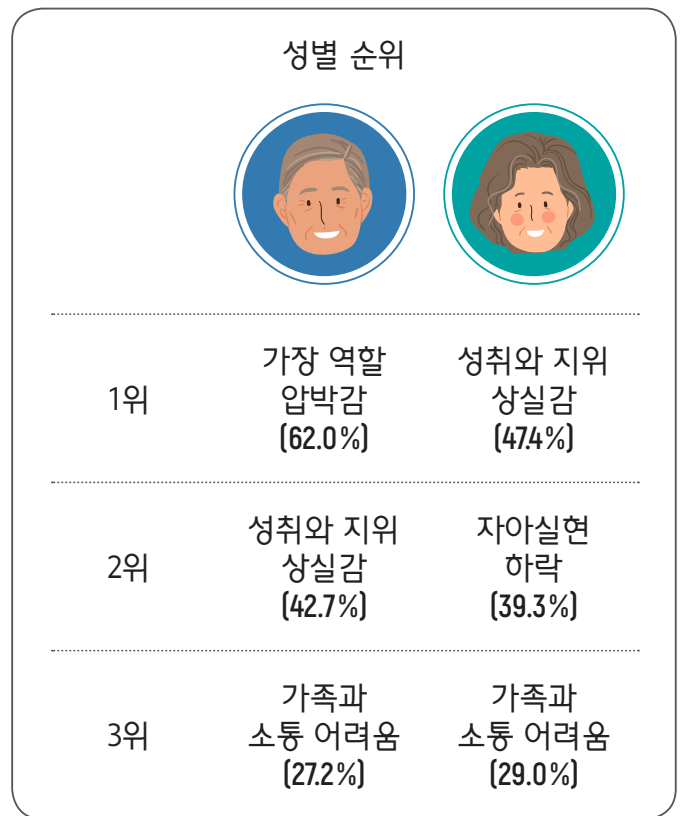 성별 순위
1위
가장 역할
압박감
(62.0%)
성취와 지위
상실감
(47.4%)
2위
성취와 지위
상실감
(42.7%)
자아실현
하락
(39.3%)
3위
가족과
소통 어려움
(27.2%)
가족과
소통 어려움
(29.0%)